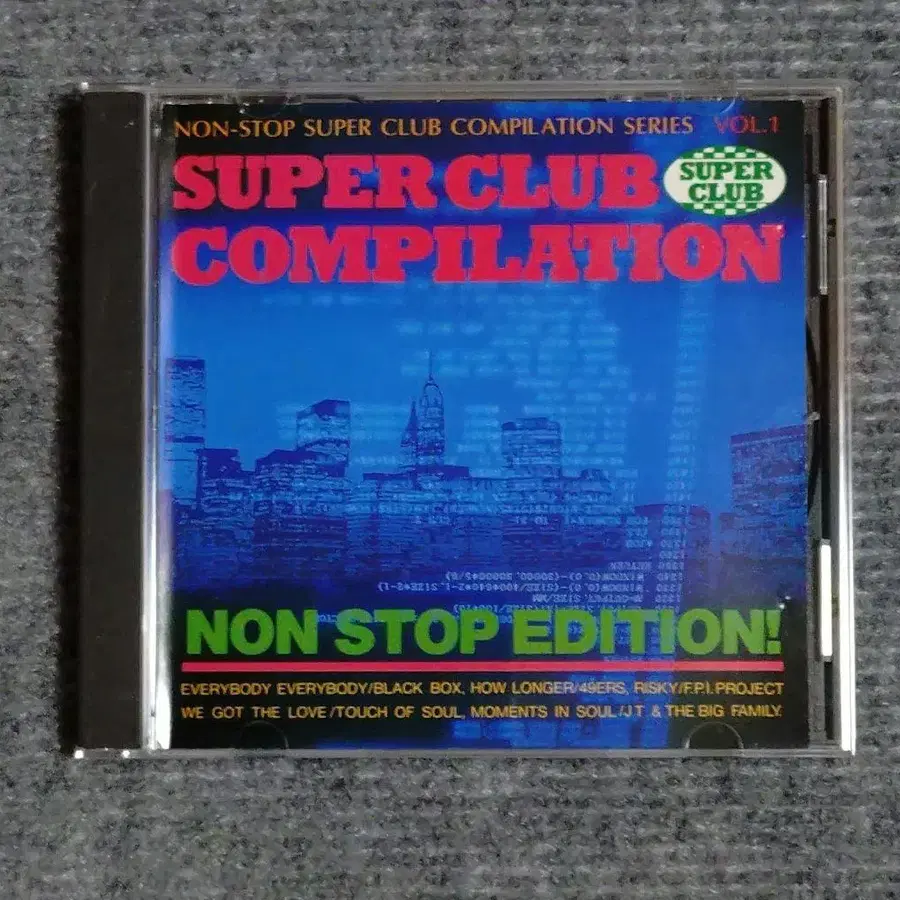 NON-STOP SUPER CLUB COMPILATION SERIES VOL.1
SUPER CLUB
SUPER
CLUB
COMPILATION
NON STOP EDITION!
EVERYBODY EVERYBODY/BLACK BOX, HOW LONGER/49ERS, RISKY/F.P.I.PROJECT
WE GOT THE LOVE/TOUCH OF SOUL, MOMENTS IN SOUL/J T & THE BIG FAMILY.